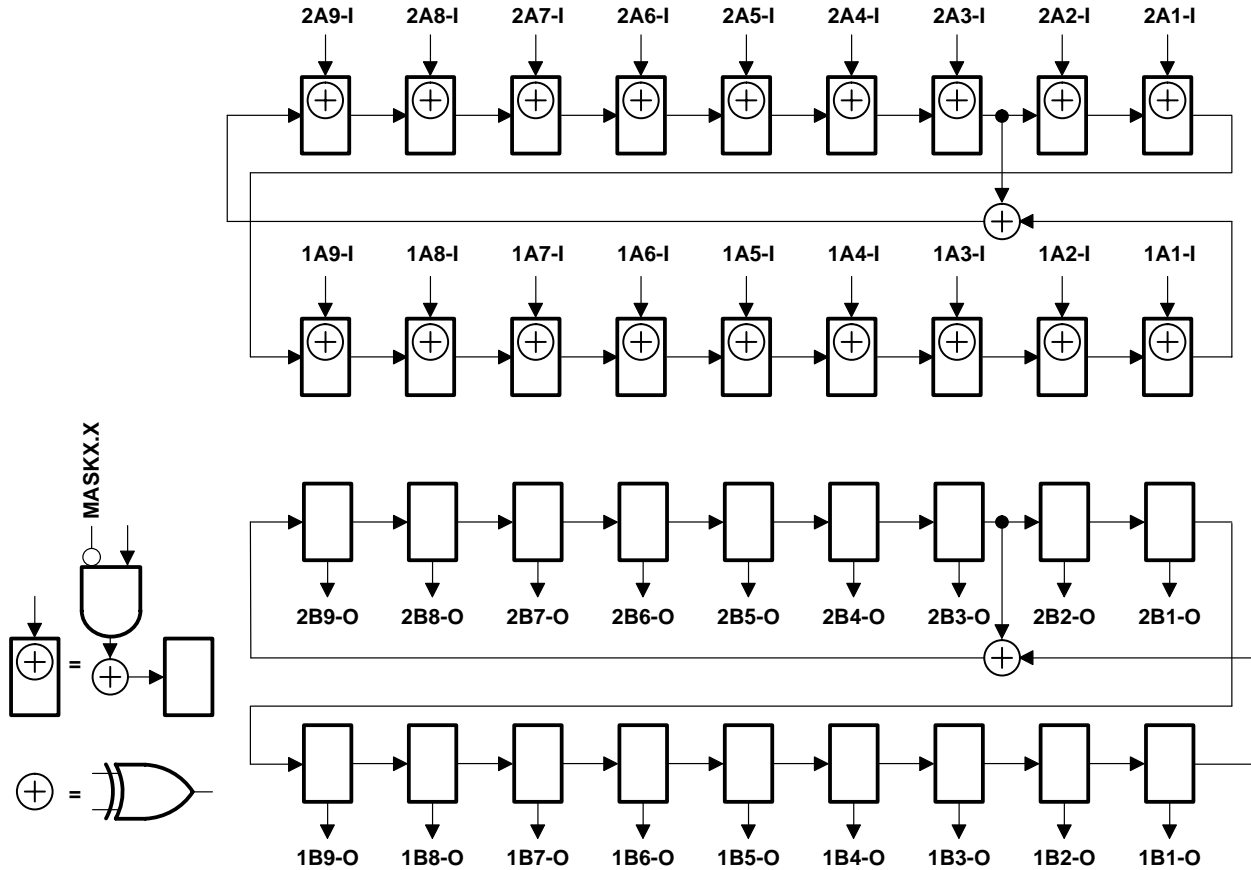 2A9-I 2A8-I 2A7-I 2A6-I 2A5-I 2A4-I 2A3-I 2A2-I 2A1-I
1A9-I 1A8-I 1A7-I 1A6-I 1A5-I 1A4-I 1A3-I 1A2-I 1A1-I
MASKX.X
2B9-O 2B8-O 2B7-O 2B6-O 2B5-O 2B4-O 2B3-O 2B2-O 2B1-O
=
=
1B9-O 1B8-O 1B7-O 1B6-O 1B5-O 1B4-O 1B3-O 1B2-O 1B1-O